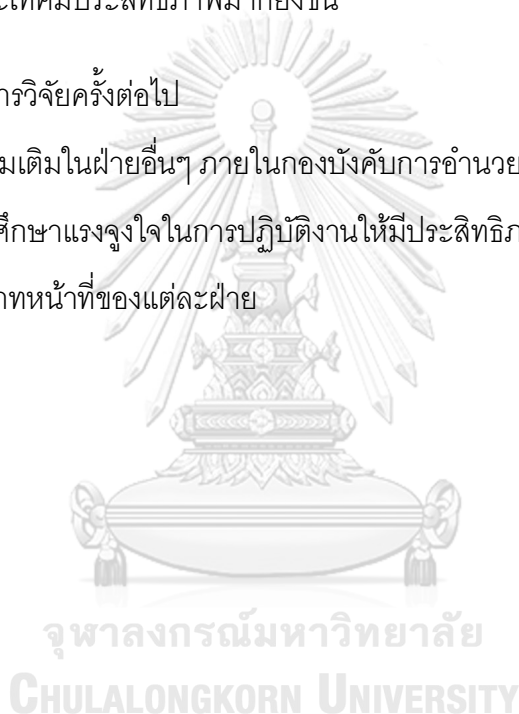 ะเทศมีประสิทธิภาพมากยิ่งขึ้น
ารวิจัยครั้งต่อไป
มเติมในฝ่ายอื่นๆ ภายในกองบังคับการอำนวย
ศึกษาแรงจูงใจในการปฏิบัติงานให้มีประสิทธิภ
าทหน้าที่ของแต่ละฝ่าย
จุฬาลงกรณ์มหาวิทยาลัย
CHULALONGKORN UNIVERSITY